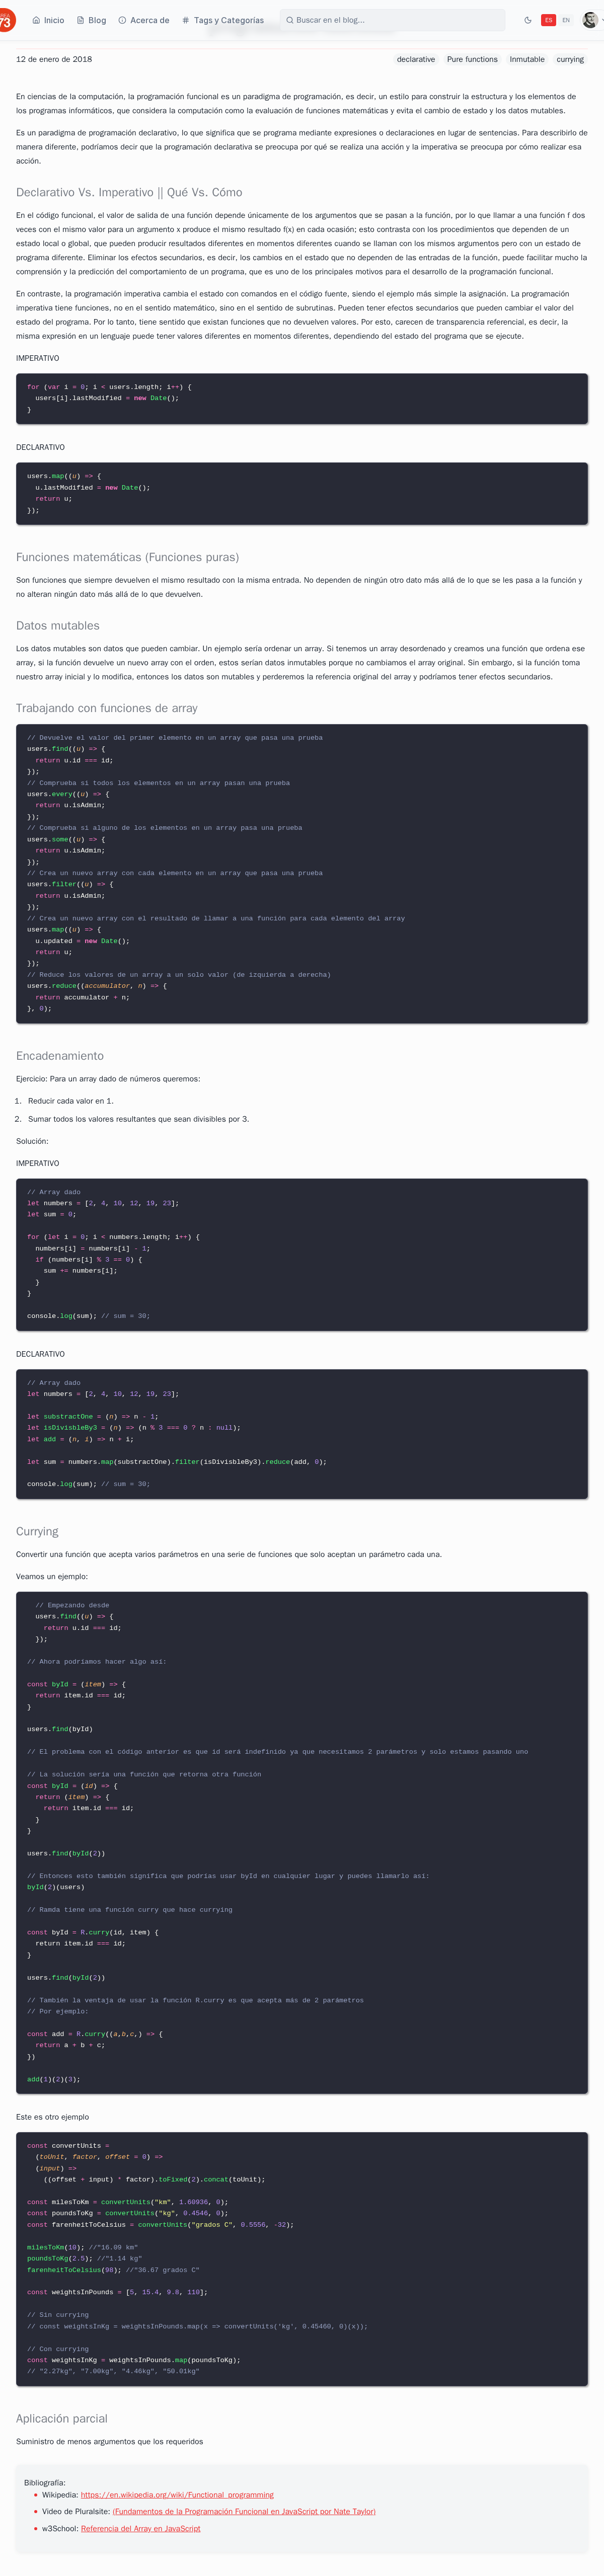 73
Inicio
Blog
Acerca de
Tags y Categorías
Buscar en el blog...
ES
EN
12 de enero de 2018
declarative
Pure functions
Inmutable
currying
En ciencias de la computación, la programación funcional es un paradigma de programación, es decir, un estilo para construir la estructura y los elementos de
los programas informáticos, que considera la computación como la evaluación de funciones matemáticas y evita el cambio de estado y los datos mutables.
Es un paradigma de programación declarativo, lo que significa que se programa mediante expresiones o declaraciones en lugar de sentencias. Para describirlo de
manera diferente, podríamos decir que la programación declarativa se preocupa por qué se realiza una acción y la imperativa se preocupa por cómo realizar esa
acción.
Declarativo Vs. Imperativo || Qué Vs. Cómo
En el código funcional, el valor de salida de una función depende únicamente de los argumentos que se pasan a la función, por lo que llamar a una función f dos
veces con el mismo valor para un argumento x produce el mismo resultado f(x) en cada ocasión; esto contrasta con los procedimientos que dependen de un
estado local o global, que pueden producir resultados diferentes en momentos diferentes cuando se llaman con los mismos argumentos pero con un estado de
programa diferente. Eliminar los efectos secundarios, es decir, los cambios en el estado que no dependen de las entradas de la función, puede facilitar mucho la
comprensión y la predicción del comportamiento de un programa, que es uno de los principales motivos para el desarrollo de la programación funcional.
En contraste, la programación imperativa cambia el estado con comandos en el código fuente, siendo el ejemplo más simple la asignación. La programación
imperativa tiene funciones, no en el sentido matemático, sino en el sentido de subrutinas. Pueden tener efectos secundarios que pueden cambiar el valor del
estado del programa. Por lo tanto, tiene sentido que existan funciones que no devuelven valores. Por esto, carecen de transparencia referencial, es decir, la
misma expresión en un lenguaje puede tener valores diferentes en momentos diferentes, dependiendo del estado del programa que se ejecute.
IMPERATIVO
for (var i = 0; i < users.length; i++) {
  users[i].lastModified = new Date();
}
DECLARATIVO
users.map((u) => {
  u.lastModified = new Date();
  return u;
});
Funciones matemáticas (Funciones puras)
Son funciones que siempre devuelven el mismo resultado con la misma entrada. No dependen de ningún otro dato más allá de lo que se les pasa a la función y
no alteran ningún dato más allá de lo que devuelven.
Datos mutables
Los datos mutables son datos que pueden cambiar. Un ejemplo sería ordenar un array. Si tenemos un array desordenado y creamos una función que ordena ese
array, si la función devuelve un nuevo array con el orden, estos serían datos inmutables porque no cambiamos el array original. Sin embargo, si la función toma
nuestro array inicial y lo modifica, entonces los datos son mutables y perderemos la referencia original del array y podríamos tener efectos secundarios.
Trabajando con funciones de array
// Devuelve el valor del primer elemento en un array que pasa una prueba
users.find((u) => {
  return u.id === id;
});
// Comprueba si todos los elementos en un array pasan una prueba
users.every((u) => {
  return u.isAdmin;
});
// Comprueba si alguno de los elementos en un array pasa una prueba
users.some((u) => {
  return u.isAdmin;
});
// Crea un nuevo array con cada elemento en un array que pasa una prueba
users.filter((u) => {
  return u.isAdmin;
});
// Crea un nuevo array con el resultado de llamar a una función para cada elemento del array
users.map((u) => {
  u.updated = new Date();
  return u;
});
// Reduce los valores de un array a un solo valor (de izquierda a derecha)
users.reduce((accumulator, n) => {
  return accumulator + n;
}, 0);
Encadenamiento
Ejercicio: Para un array dado de números queremos:
1. Reducir cada valor en 1.
2. Sumar todos los valores resultantes que sean divisibles por 3.
Solución:
IMPERATIVO
// Array dado
let numbers = [2, 4, 10, 12, 19, 23];
let sum = 0;
for (let i = 0; i < numbers.length; i++) {
  numbers[i] = numbers[i] - 1;
  if (numbers[i] % 3 == 0) {
    sum += numbers[i];
  }
}
console.log(sum); // sum = 30;
DECLARATIVO
// Array dado
let numbers = [2, 4, 10, 12, 19, 23];
let substractOne = (n) => n - 1;
let isDivisbleBy3 = (n) => (n % 3 === 0 ? n : null);
let add = (n, i) => n + i;
let sum = numbers.map(substractOne).filter(isDivisbleBy3).reduce(add, 0);
console.log(sum); // sum = 30;
Currying
Convertir una función que acepta varios parámetros en una serie de funciones que solo aceptan un parámetro cada una.
Veamos un ejemplo:
  // Empezando desde
  users.find((u) => {
    return u.id === id;
  });
// Ahora podríamos hacer algo así:
const byId = (item) => {
  return item.id === id;
}
users.find(byId)
// El problema con el código anterior es que id será indefinido ya que necesitamos 2 parámetros y solo estamos pasando uno
// La solución sería una función que retorna otra función
const byId = (id) => {
  return (item) => {
    return item.id === id;
  }
}
users.find(byId(2))
// Entonces esto también significa que podrías usar byId en cualquier lugar y puedes llamarlo así:
byId(2)(users)
// Ramda tiene una función curry que hace currying
const byId = R.curry(id, item) {
  return item.id === id;
}
users.find(byId(2))
// También la ventaja de usar la función R.curry es que acepta más de 2 parámetros
// Por ejemplo:
const add = R.curry((a,b,c,) => {
  return a + b + c;
})
add(1)(2)(3);
Este es otro ejemplo
const convertUnits =
  (toUnit, factor, offset = 0) =>
  (input) =>
    ((offset + input) * factor).toFixed(2).concat(toUnit);
const milesToKm = convertUnits("km", 1.60936, 0);
const poundsToKg = convertUnits("kg", 0.4546, 0);
const farenheitToCelsius = convertUnits("grados C", 0.5556, -32);
milesToKm(10); //"16.09 km"
poundsToKg(2.5); //"1.14 kg"
farenheitToCelsius(98); //"36.67 grados C"
const weightsInPounds = [5, 15.4, 9.8, 110];
// Sin currying
// const weightsInKg = weightsInPounds.map(x => convertUnits('kg', 0.45460, 0)(x));
// Con currying
const weightsInKg = weightsInPounds.map(poundsToKg);
// "2.27kg", "7.00kg", "4.46kg", "50.01kg"
Aplicación parcial
Suministro de menos argumentos que los requeridos
Bibliografía:
Wikipedia: https://en.wikipedia.org/wiki/Functional_programming
Video de Pluralsite: (Fundamentos de la Programación Funcional en JavaScript por Nate Taylor)
w3School: Referencia del Array en JavaScript